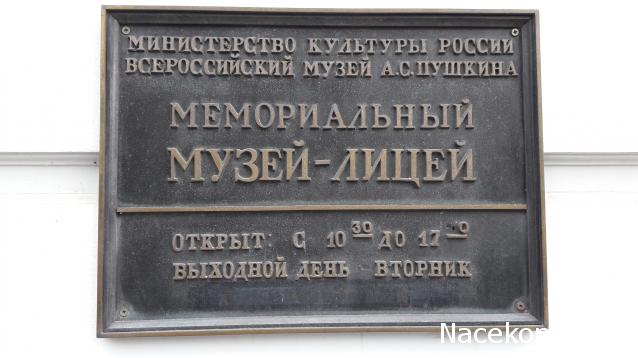 МИНИСТЕРСТВО КУЛЬТУРЫ РОССИИ
ВСЕРОССИЙСКИЙ МУЗЕЙ А.С.ПУШКИНА
МЕМОРИАЛЬНЫЙ
МУЗЕЙ-ЛИЦЕЙ
ОТКРЫТ: С 10 30 ДО 17
ВЫХОДНОЙ ДЕНЬ ВТОРНИК